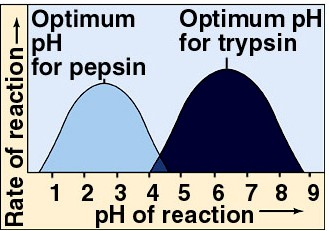 Optimum
pH
for pepsin
Optimum pH
for trypsin
Rate of reaction
1 2 3 4 5 6 7 8 9
pH of reaction